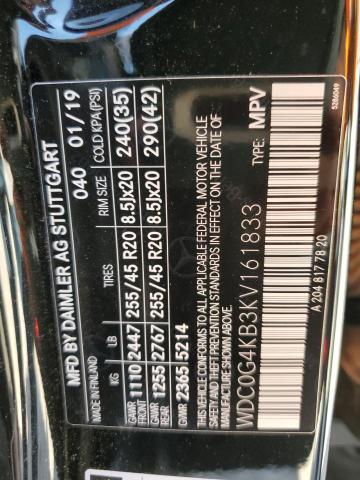 MFD BY DAIMLER AG STUTTGART
040 01/19
MADE IN FINLAND
KG LB TIRES RIM SIZE COLD KPA(PSI)
GAWR FRONT 1110 2447 255/45 R20 8.5Jx20 240(35)
GAWR REAR 1255 2767 255/45 R20 8.5Jx20 290(42)
GVWR 2365 5214
THIS VEHICLE CONFORMS TO ALL APPLICABLE FEDERAL MOTOR VEHICLE
SAFETY AND THEFT PREVENTION STANDARDS IN EFFECT ON THE DATE OF
MANUFACTURE SHOWN ABOVE.
WDC0G4KB3KV161833 TYPE: MPV
A 204 817 78 20
5286049